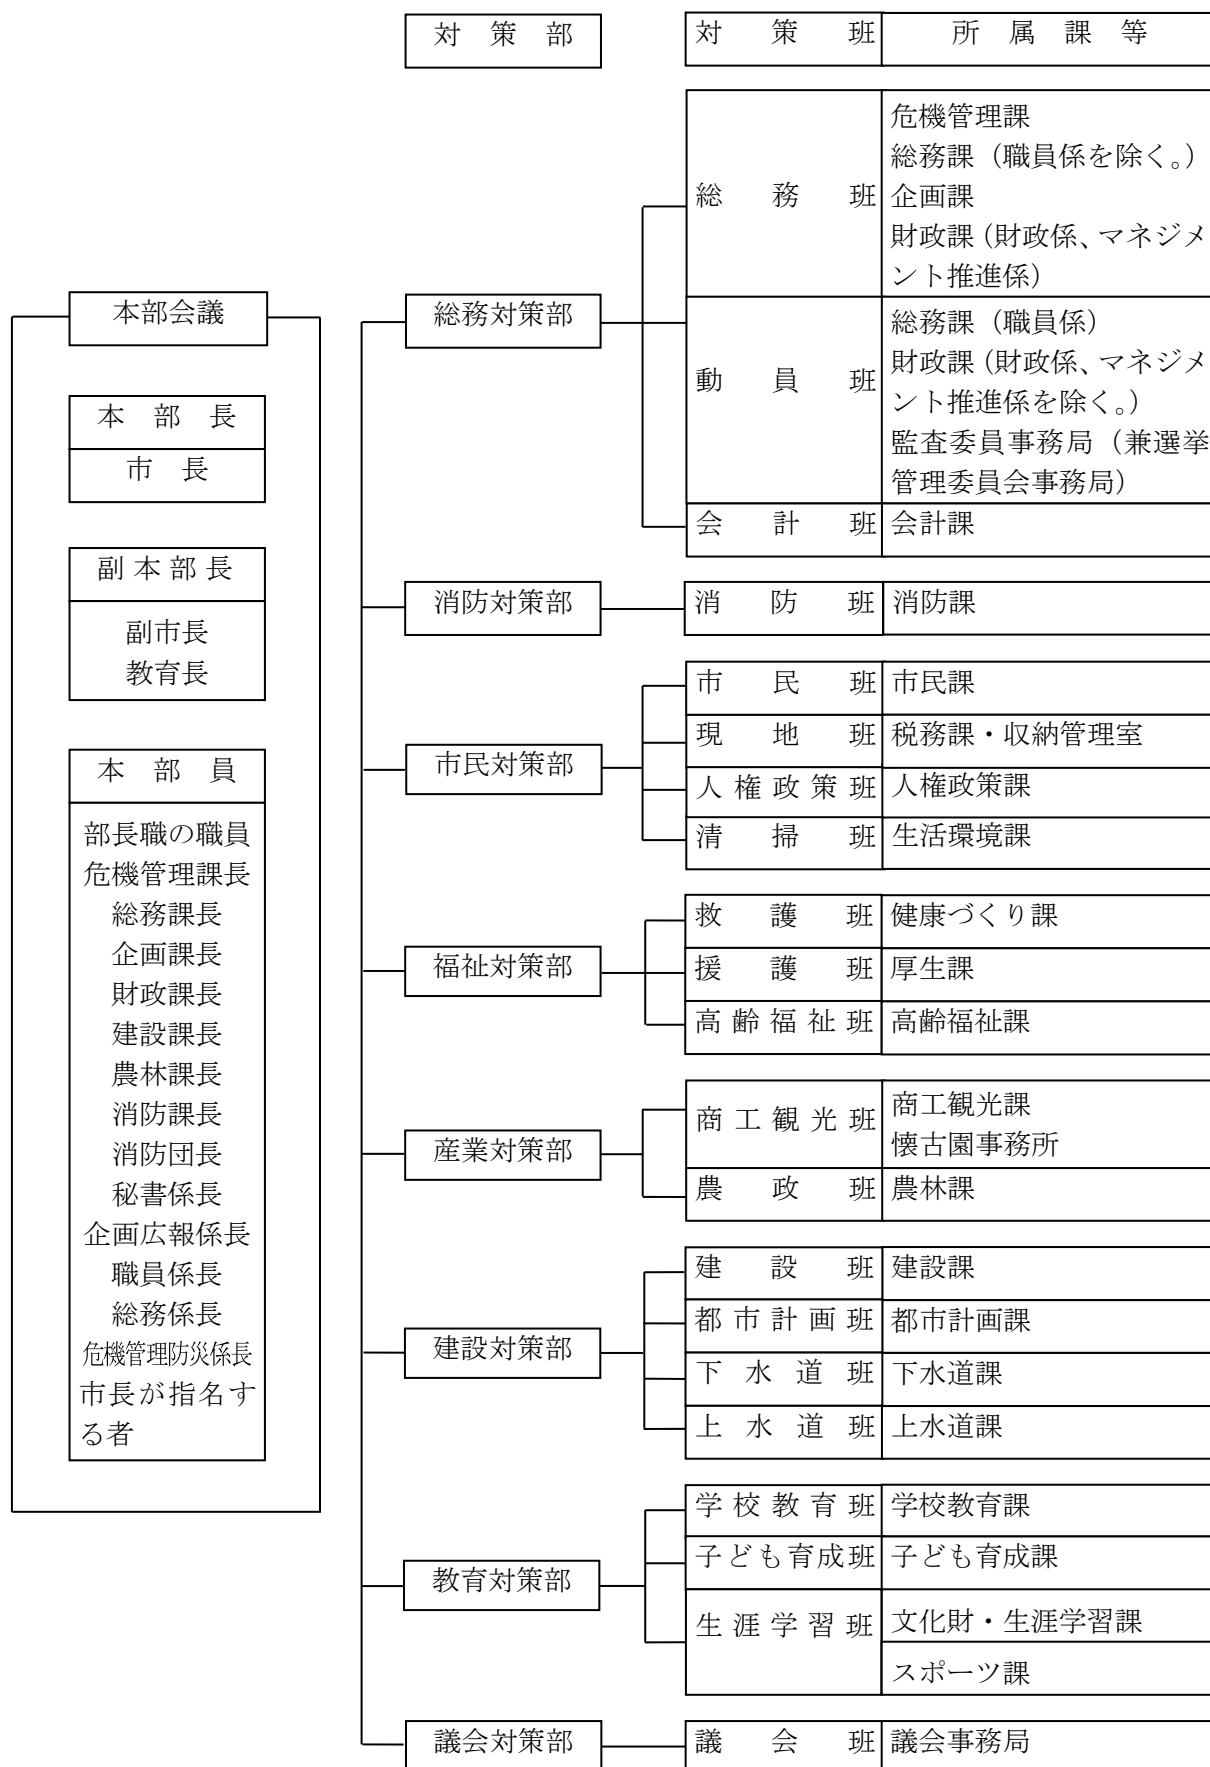 対策部
対策班 所属課等
本部会議
本部長
市長
副本部長
副市長
教育長
本部員
部長職の職員
危機管理課長
総務課長
企画課長
財政課長
建設課長
農林課長
消防課長
消防団長
秘書係長
企画広報係長
職員係長
総務係長
危機管理防災係長
市長が指名す
る者
総務対策部
総務班
危機管理課
総務課（職員係を除く。）
企画課
財政課（財政係、マネジメ
ント推進係）
動員班
総務課（職員係）
財政課（財政係、マネジメ
ント推進係を除く。）
監査委員事務局（兼選挙
管理委員会事務局）
会計班 会計課
消防対策部
消防班 消防課
市民対策部
市民班 市民課
現地班 税務課・収納管理室
人権政策班 人権政策課
清掃班 生活環境課
福祉対策部
救護班 健康づくり課
援護班 厚生課
高齢福祉班 高齢福祉課
産業対策部
商工観光班
商工観光課
懐古園事務所
農政班 農林課
建設対策部
建設班 建設課
都市計画班 都市計画課
下水道班 下水道課
上水道班 上水道課
教育対策部
学校教育班 学校教育課
子ども育成班 子ども育成課
生涯学習班 文化財・生涯学習課
スポーツ課
議会対策部
議会班 議会事務局